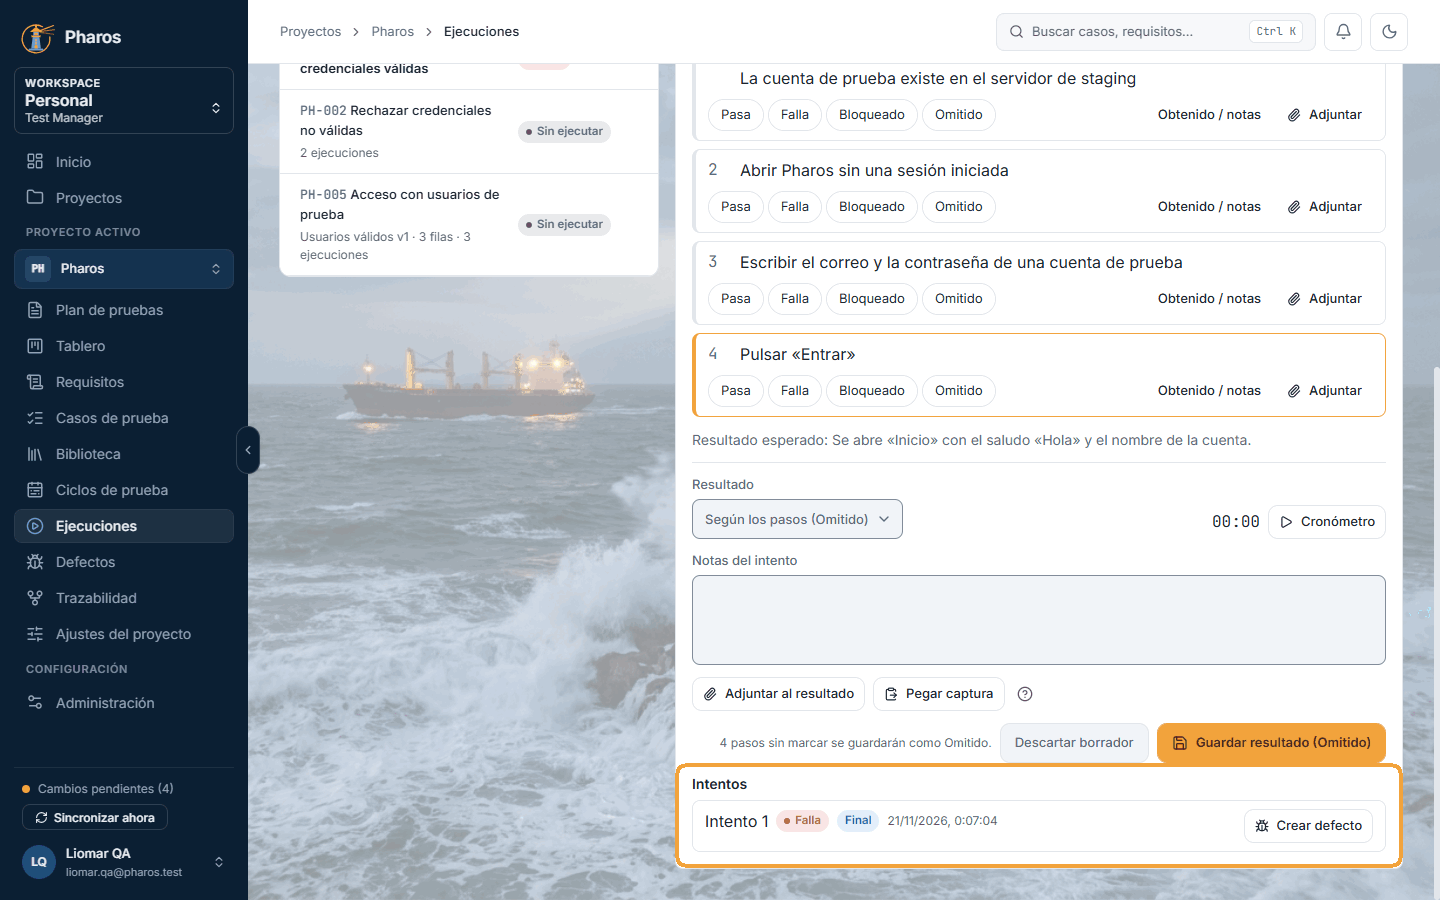 Pharos
WORKSPACE
Personal
Test Manager
Inicio
Proyectos
PROYECTO ACTIVO
PH Pharos
Plan de pruebas
Tablero
Requisitos
Casos de prueba
Biblioteca
Ciclos de prueba
Ejecuciones
Defectos
Trazabilidad
Ajustes del proyecto
CONFIGURACIÓN
Administración
Cambios pendientes (4)
Sincronizar ahora
LQ
Liomar QA
liomar.qa@pharos.test
Proyectos > Pharos > Ejecuciones
Buscar casos, requisitos... Ctrl K
credenciales válidas
PH-002 Rechazar credenciales
no válidas
Sin ejecutar
2 ejecuciones
PH-005 Acceso con usuarios de
prueba
Sin ejecutar
Usuarios válidos v1 · 3 filas · 3
ejecuciones
La cuenta de prueba existe en el servidor de staging
Pasa Falla Bloqueado Omitido Obtenido / notas Adjuntar
2 Abrir Pharos sin una sesión iniciada
Pasa Falla Bloqueado Omitido Obtenido / notas Adjuntar
3 Escribir el correo y la contraseña de una cuenta de prueba
Pasa Falla Bloqueado Omitido Obtenido / notas Adjuntar
4 Pulsar «Entrar»
Pasa Falla Bloqueado Omitido Obtenido / notas Adjuntar
Resultado esperado: Se abre «Inicio» con el saludo «Hola» y el nombre de la cuenta.
Resultado
Según los pasos (Omitido) 00:00 Cronómetro
Notas del intento
Adjuntar al resultado Pegar captura
4 pasos sin marcar se guardarán como Omitido. Descartar borrador Guardar resultado (Omitido)
Intentos
Intento 1 Falla Final 21/11/2026, 0:07:04 Crear defecto